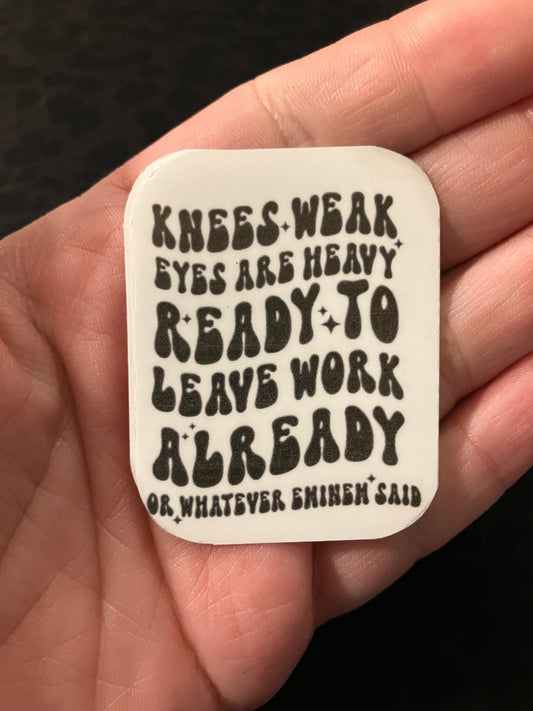 KNEES WEAK
EYES ARE HEAVY
READY TO
LEAVE WORK
ALREADY
OR WHATEVER EMINEM SAID